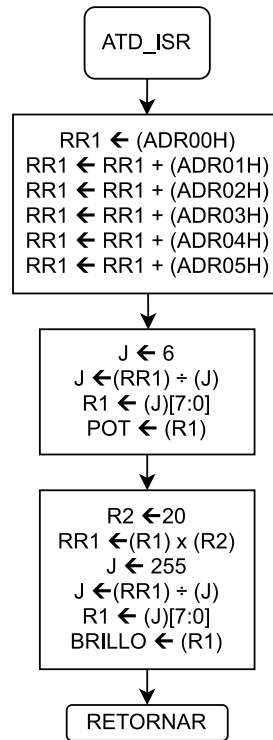 ATD_ISR
RR1 ← (ADR00H)
RR1 ← RR1 + (ADR01H)
RR1 ← RR1 + (ADR02H)
RR1 ← RR1 + (ADR03H)
RR1 ← RR1 + (ADR04H)
RR1 ← RR1 + (ADR05H)
J ← 6
J ←(RR1) ÷ (J)
R1 ← (J)[7:0]
POT ← (R1)
R2 ←20
RR1 ←(R1) x (R2)
J ← 255
J ←(RR1) ÷ (J)
R1 ← (J)[7:0]
BRILLO ← (R1)
RETORNAR